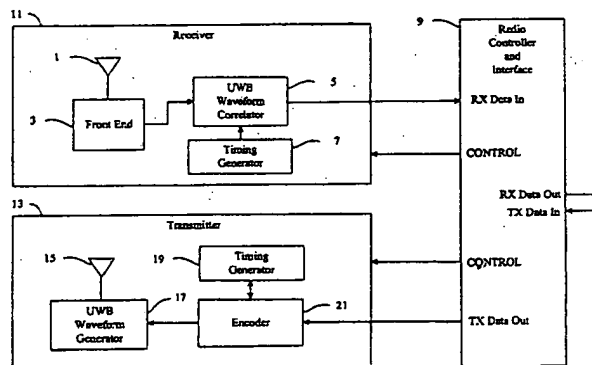 11
Receiver
1
3
Front End
UWB
Waveform
Correlator
5
Timing
Generator
7
9
Redio
Controller
and
Interface
RX Data In
CONTROL
RX Data Out
TX Data In
CONTROL
TX Data Out
13
Transmitter
15
19
Timing
Generator
17
UWB
Waveform
Generator
Encoder
21